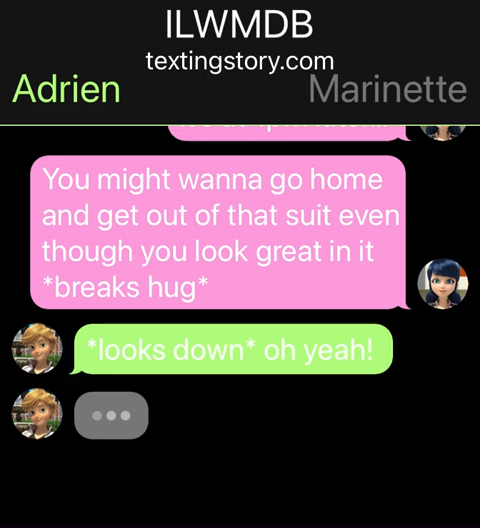 ILWMDB
textingstory.com
Adrien
Marinette
You might wanna go home
and get out of that suit even
though you look great in it
*breaks hug*
*looks down* oh yeah!